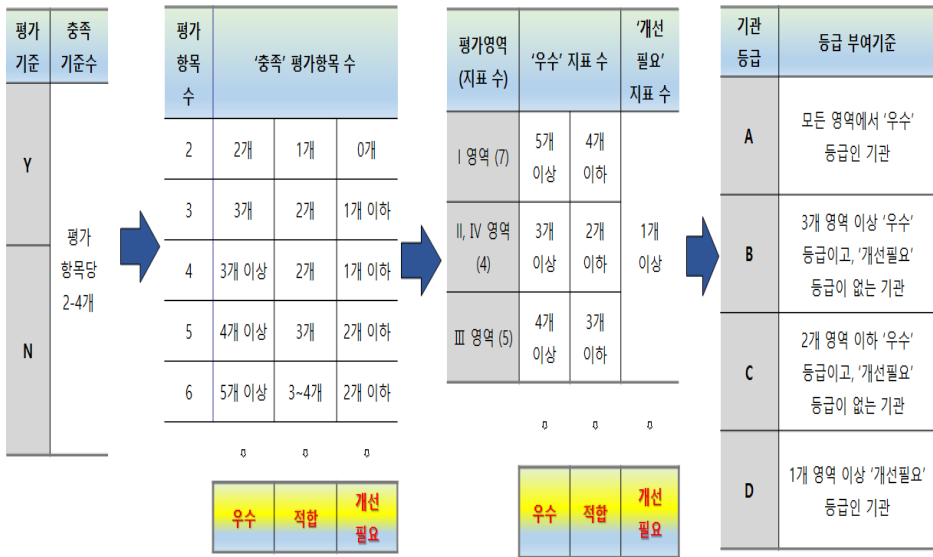 평가 기준 충족 기준수
Y
N
평가 항목당 2-4개
평가 항목 수 ‘충족’ 평가항목 수
2 2개 1개 0개
3 3개 2개 1개 이하
4 3개 이상 2개 1개 이하
5 4개 이상 3개 2개 이하
6 5개 이상 3~4개 2개 이하
⇩ ⇩ ⇩
우수 적합 개선 필요
평가영역 (지표 수) ‘우수’ 지표 수 ‘개선 필요’ 지표 수
I 영역 (7) 5개 이상 4개 이하
II, IV 영역 (4) 3개 이상 2개 이하 1개 이상
Ⅲ 영역 (5) 4개 이상 3개 이하
⇩ ⇩ ⇩
우수 적합 개선 필요
기관 등급 등급 부여기준
A 모든 영역에서 ‘우수’ 등급인 기관
B 3개 영역 이상 ‘우수’ 등급이고, ‘개선필요’ 등급이 없는 기관
C 2개 영역 이하 ‘우수’ 등급이고, ‘개선필요’ 등급이 없는 기관
D 1개 영역 이상 ‘개선필요’ 등급인 기관